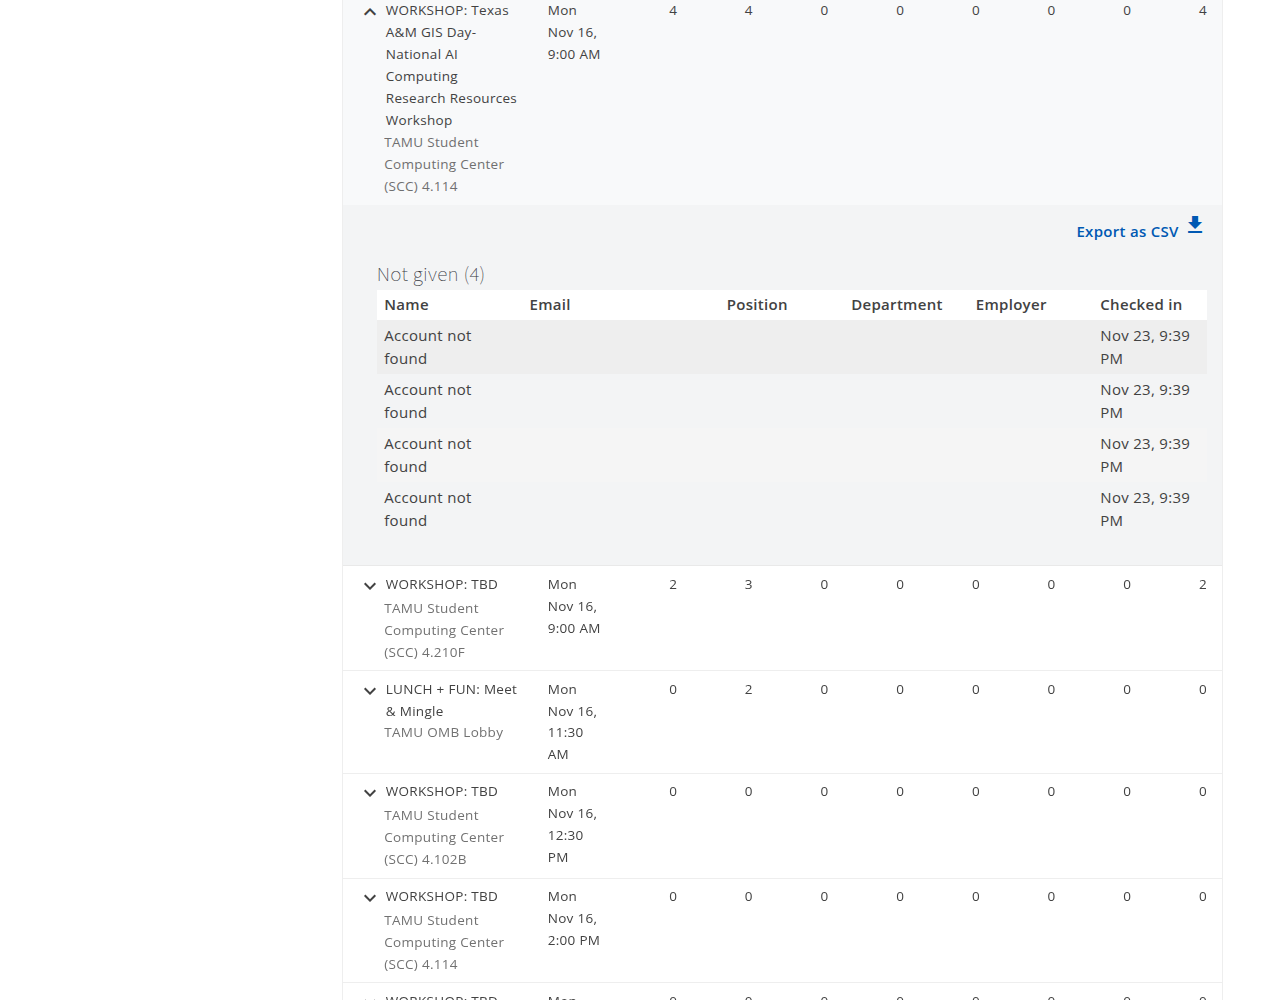 WORKSHOP: Texas A&M GIS Day- National AI Computing Research Resources Workshop
TAMU Student Computing Center (SCC) 4.114
Mon Nov 16, 9:00 AM
4 4 0 0 0 0 0 4
Export as CSV
Not given (4)
Name Email Position Department Employer Checked in
Account not found Nov 23, 9:39 PM
Account not found Nov 23, 9:39 PM
Account not found Nov 23, 9:39 PM
Account not found Nov 23, 9:39 PM
WORKSHOP: TBD
TAMU Student Computing Center (SCC) 4.210F
Mon Nov 16, 9:00 AM
2 3 0 0 0 0 0 2
LUNCH + FUN: Meet & Mingle
TAMU OMB Lobby
Mon Nov 16, 11:30 AM
0 2 0 0 0 0 0 0
WORKSHOP: TBD
TAMU Student Computing Center (SCC) 4.102B
Mon Nov 16, 12:30 PM
0 0 0 0 0 0 0 0
WORKSHOP: TBD
TAMU Student Computing Center (SCC) 4.114
Mon Nov 16, 2:00 PM
0 0 0 0 0 0 0 0